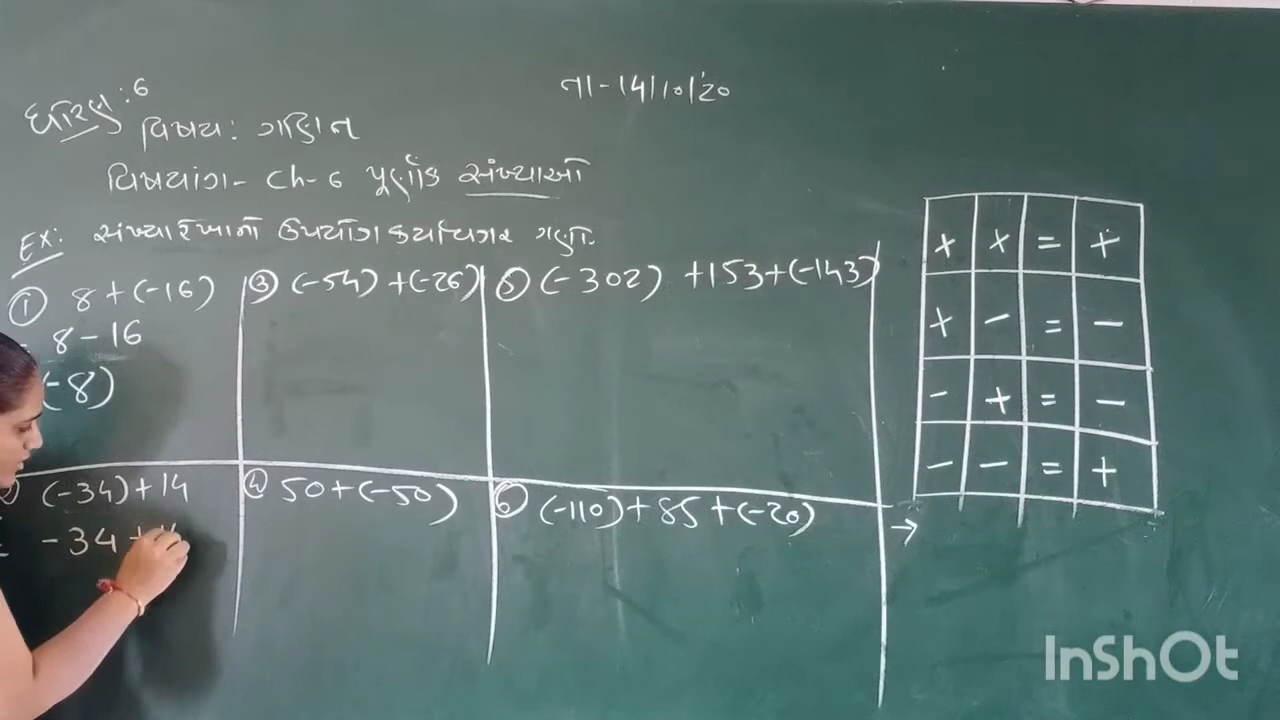 ધોરણ : 6
તા-14/10/20
વિષય : ગણિત
વિષયાંગ- Ch-6 પૂર્ણાંક સંખ્યાઓ
Ex: સંખ્યારેખાનો ઉપયોગ કર્યા વગર ગણો.
① 8 + (-16)
8 - 16
(-8)
③ (-54) + (-26)
⑤ (-302) + 153 + (-143)
(-34) + 14
= -34 +
④ 50 + (-50)
⑥ (-110) + 85 + (-20)
→
+ + = +
+ - = -
- + = -
- - = +
InShOt